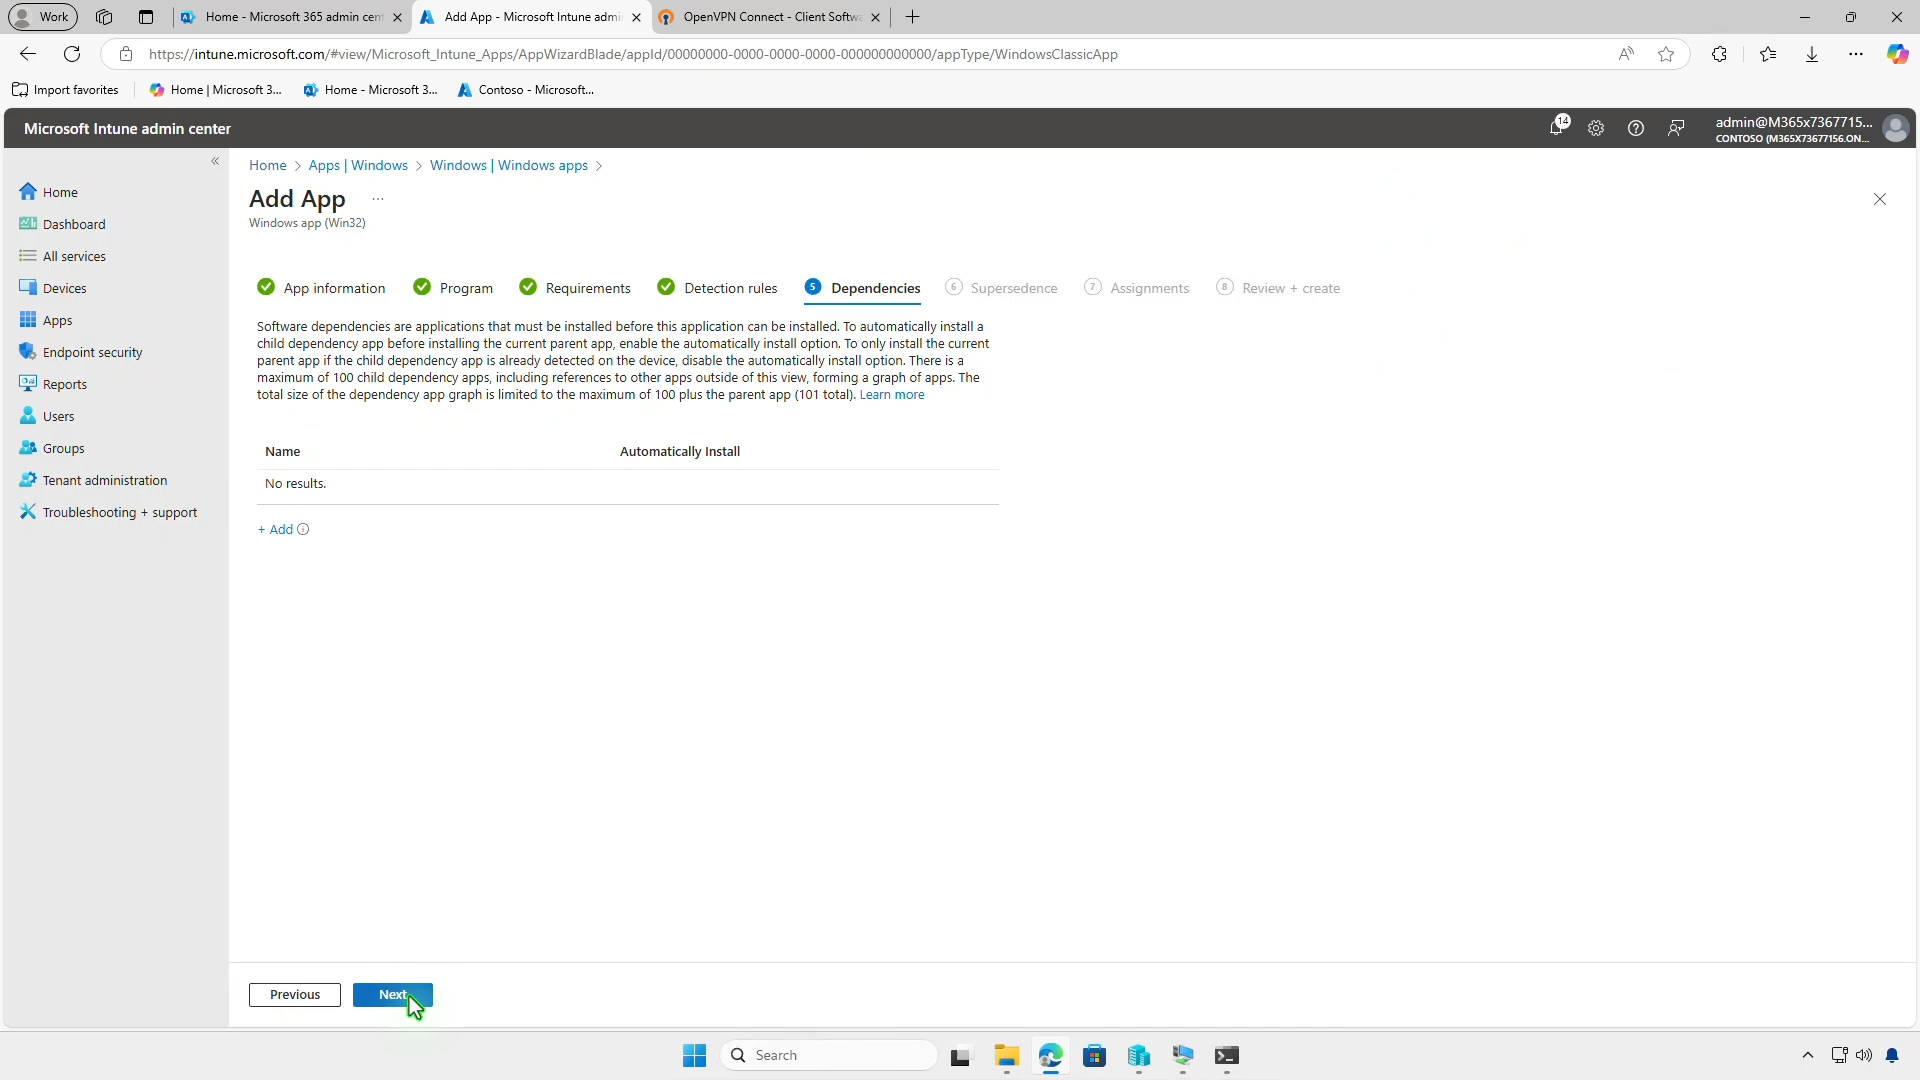 Work
Home - Microsoft 365 admin cent
Add App - Microsoft Intune admi
OpenVPN Connect - Client Softwa
https://intune.microsoft.com/#view/Microsoft_Intune_Apps/AppWizardBlade/appId/00000000-0000-0000-0000-000000000000/appType/WindowsClassicApp
Import favorites
Home | Microsoft 3...
Home - Microsoft 3...
Contoso - Microsoft...
Microsoft Intune admin center
14
admin@M365x7367715...
CONTOSO (M365X73677156.ON...
Home
Dashboard
All services
Devices
Apps
Endpoint security
Reports
Users
Groups
Tenant administration
Troubleshooting + support
Home > Apps | Windows > Windows | Windows apps >
Add App ...
Windows app (Win32)
App information
Program
Requirements
Detection rules
5 Dependencies
6 Supersedence
7 Assignments
8 Review + create
Software dependencies are applications that must be installed before this application can be installed. To automatically install a
child dependency app before installing the current parent app, enable the automatically install option. To only install the current
parent app if the child dependency app is already detected on the device, disable the automatically install option. There is a
maximum of 100 child dependency apps, including references to other apps outside of this view, forming a graph of apps. The
total size of the dependency app graph is limited to the maximum of 100 plus the parent app (101 total). Learn more
Name Automatically Install
No results.
+ Add
Previous
Next
Search